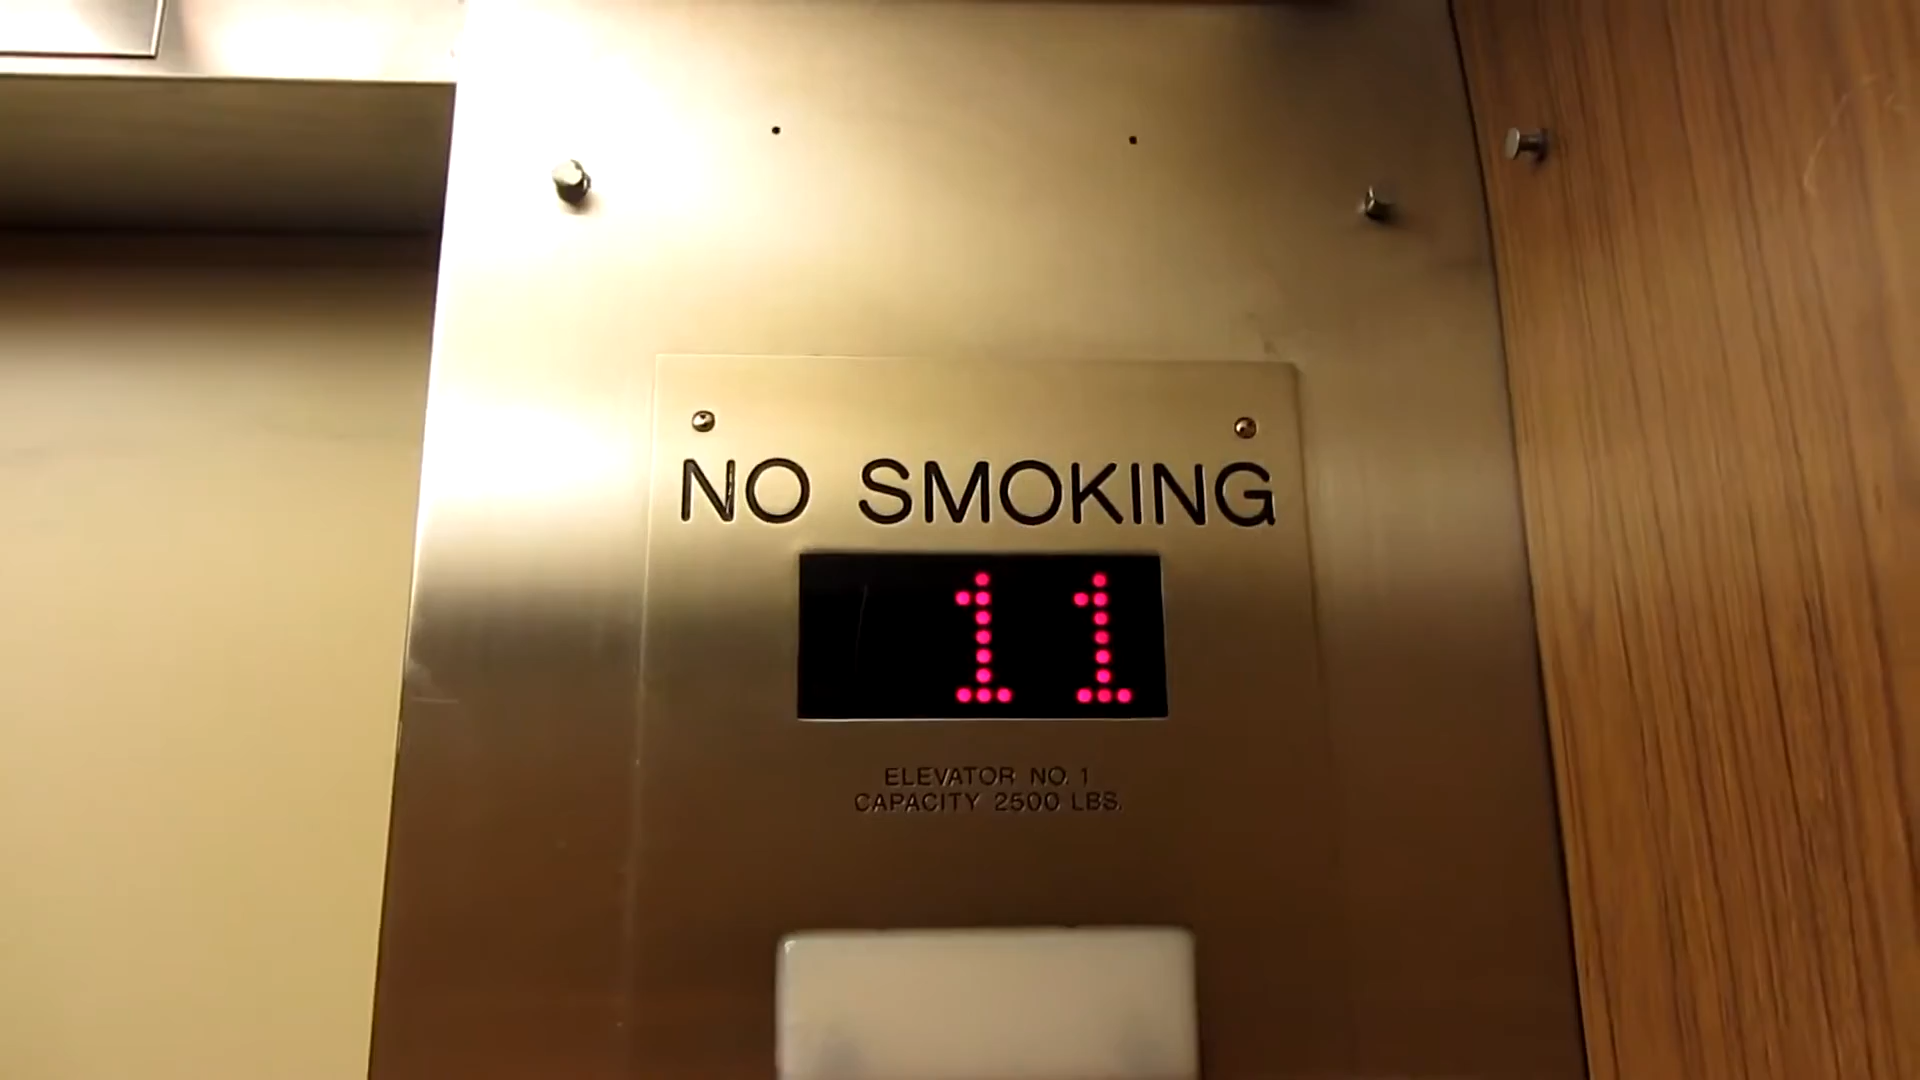 NO SMOKING
11
ELEVATOR NO. 1
CAPACITY 2500 LBS.